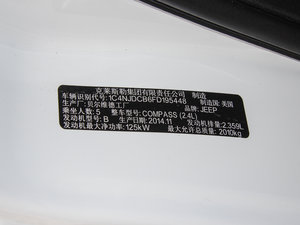 克莱斯勒集团有限责任公司 制造
车辆识别代号: 1C4NJDCB6FD195448
生产厂: 贝尔维德工厂 制造国: 美国
乘坐人数: 5 整车型号: COMPASS (2.4L) 品牌: JEEP
发动机型号: B 生产日期: 2014.11 发动机排量: 2.359L
发动机最大净功率: 125kW 最大允许总质量: 2010kg